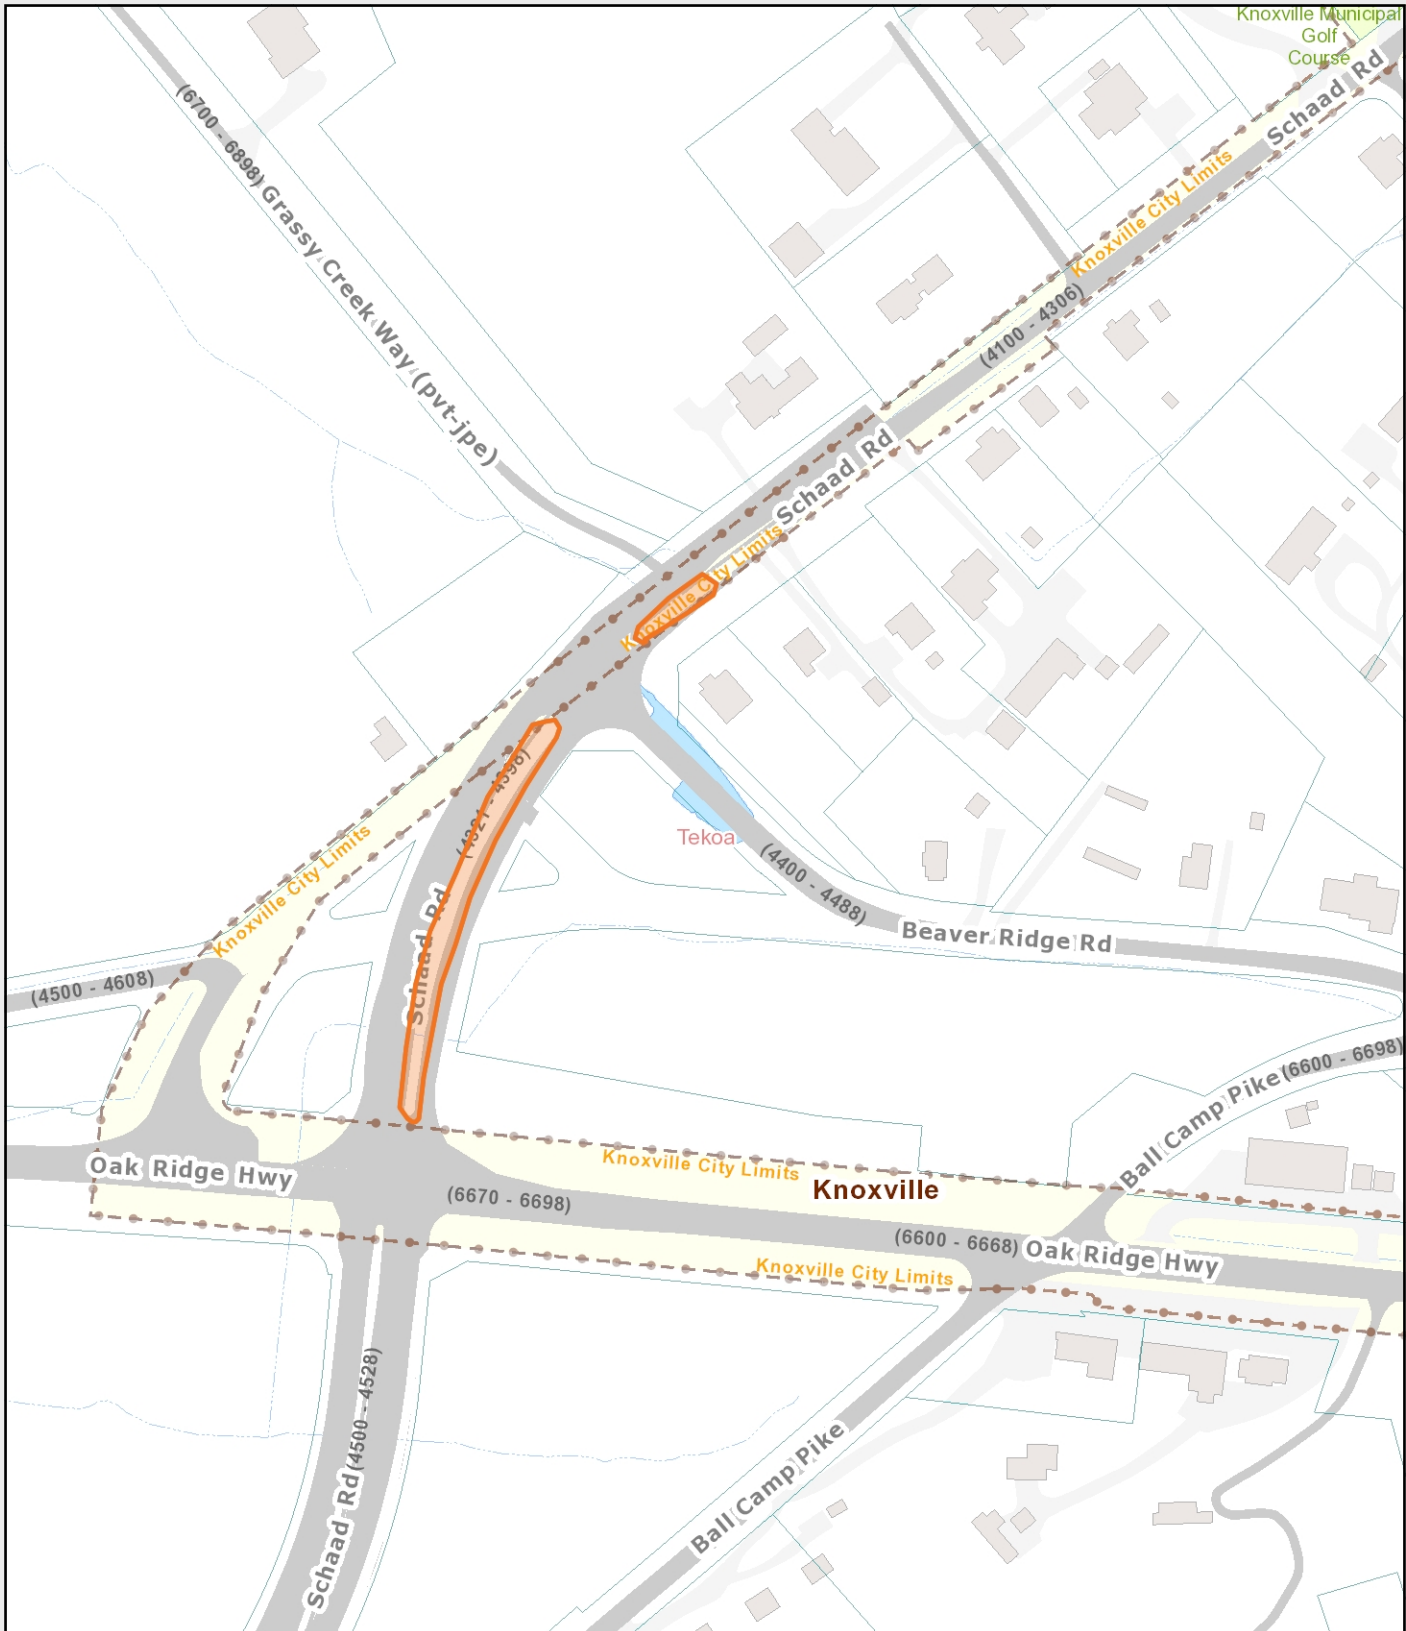 Knoxville Municipal
Golf
Course
Schaad Rd
(6700 - 6898)
Grassy Creek Way (pvt-jpe)
Knoxville City Limits
(4100 - 4306)
Schaad Rd
Knoxville City Limits
(4321 - 4398)
Tekoa
Knoxville City Limits
(4400 - 4488)
Schaad Rd
Beaver Ridge Rd
(4500 - 4608)
Ball Camp Pike
(6600 - 6698)
Oak Ridge Hwy
Knoxville City Limits
Knoxville
(6670 - 6698)
(6600 - 6668)
Oak Ridge Hwy
Knoxville City Limits
(4500 - 4528)
Schaad Rd
Ball Camp Pike